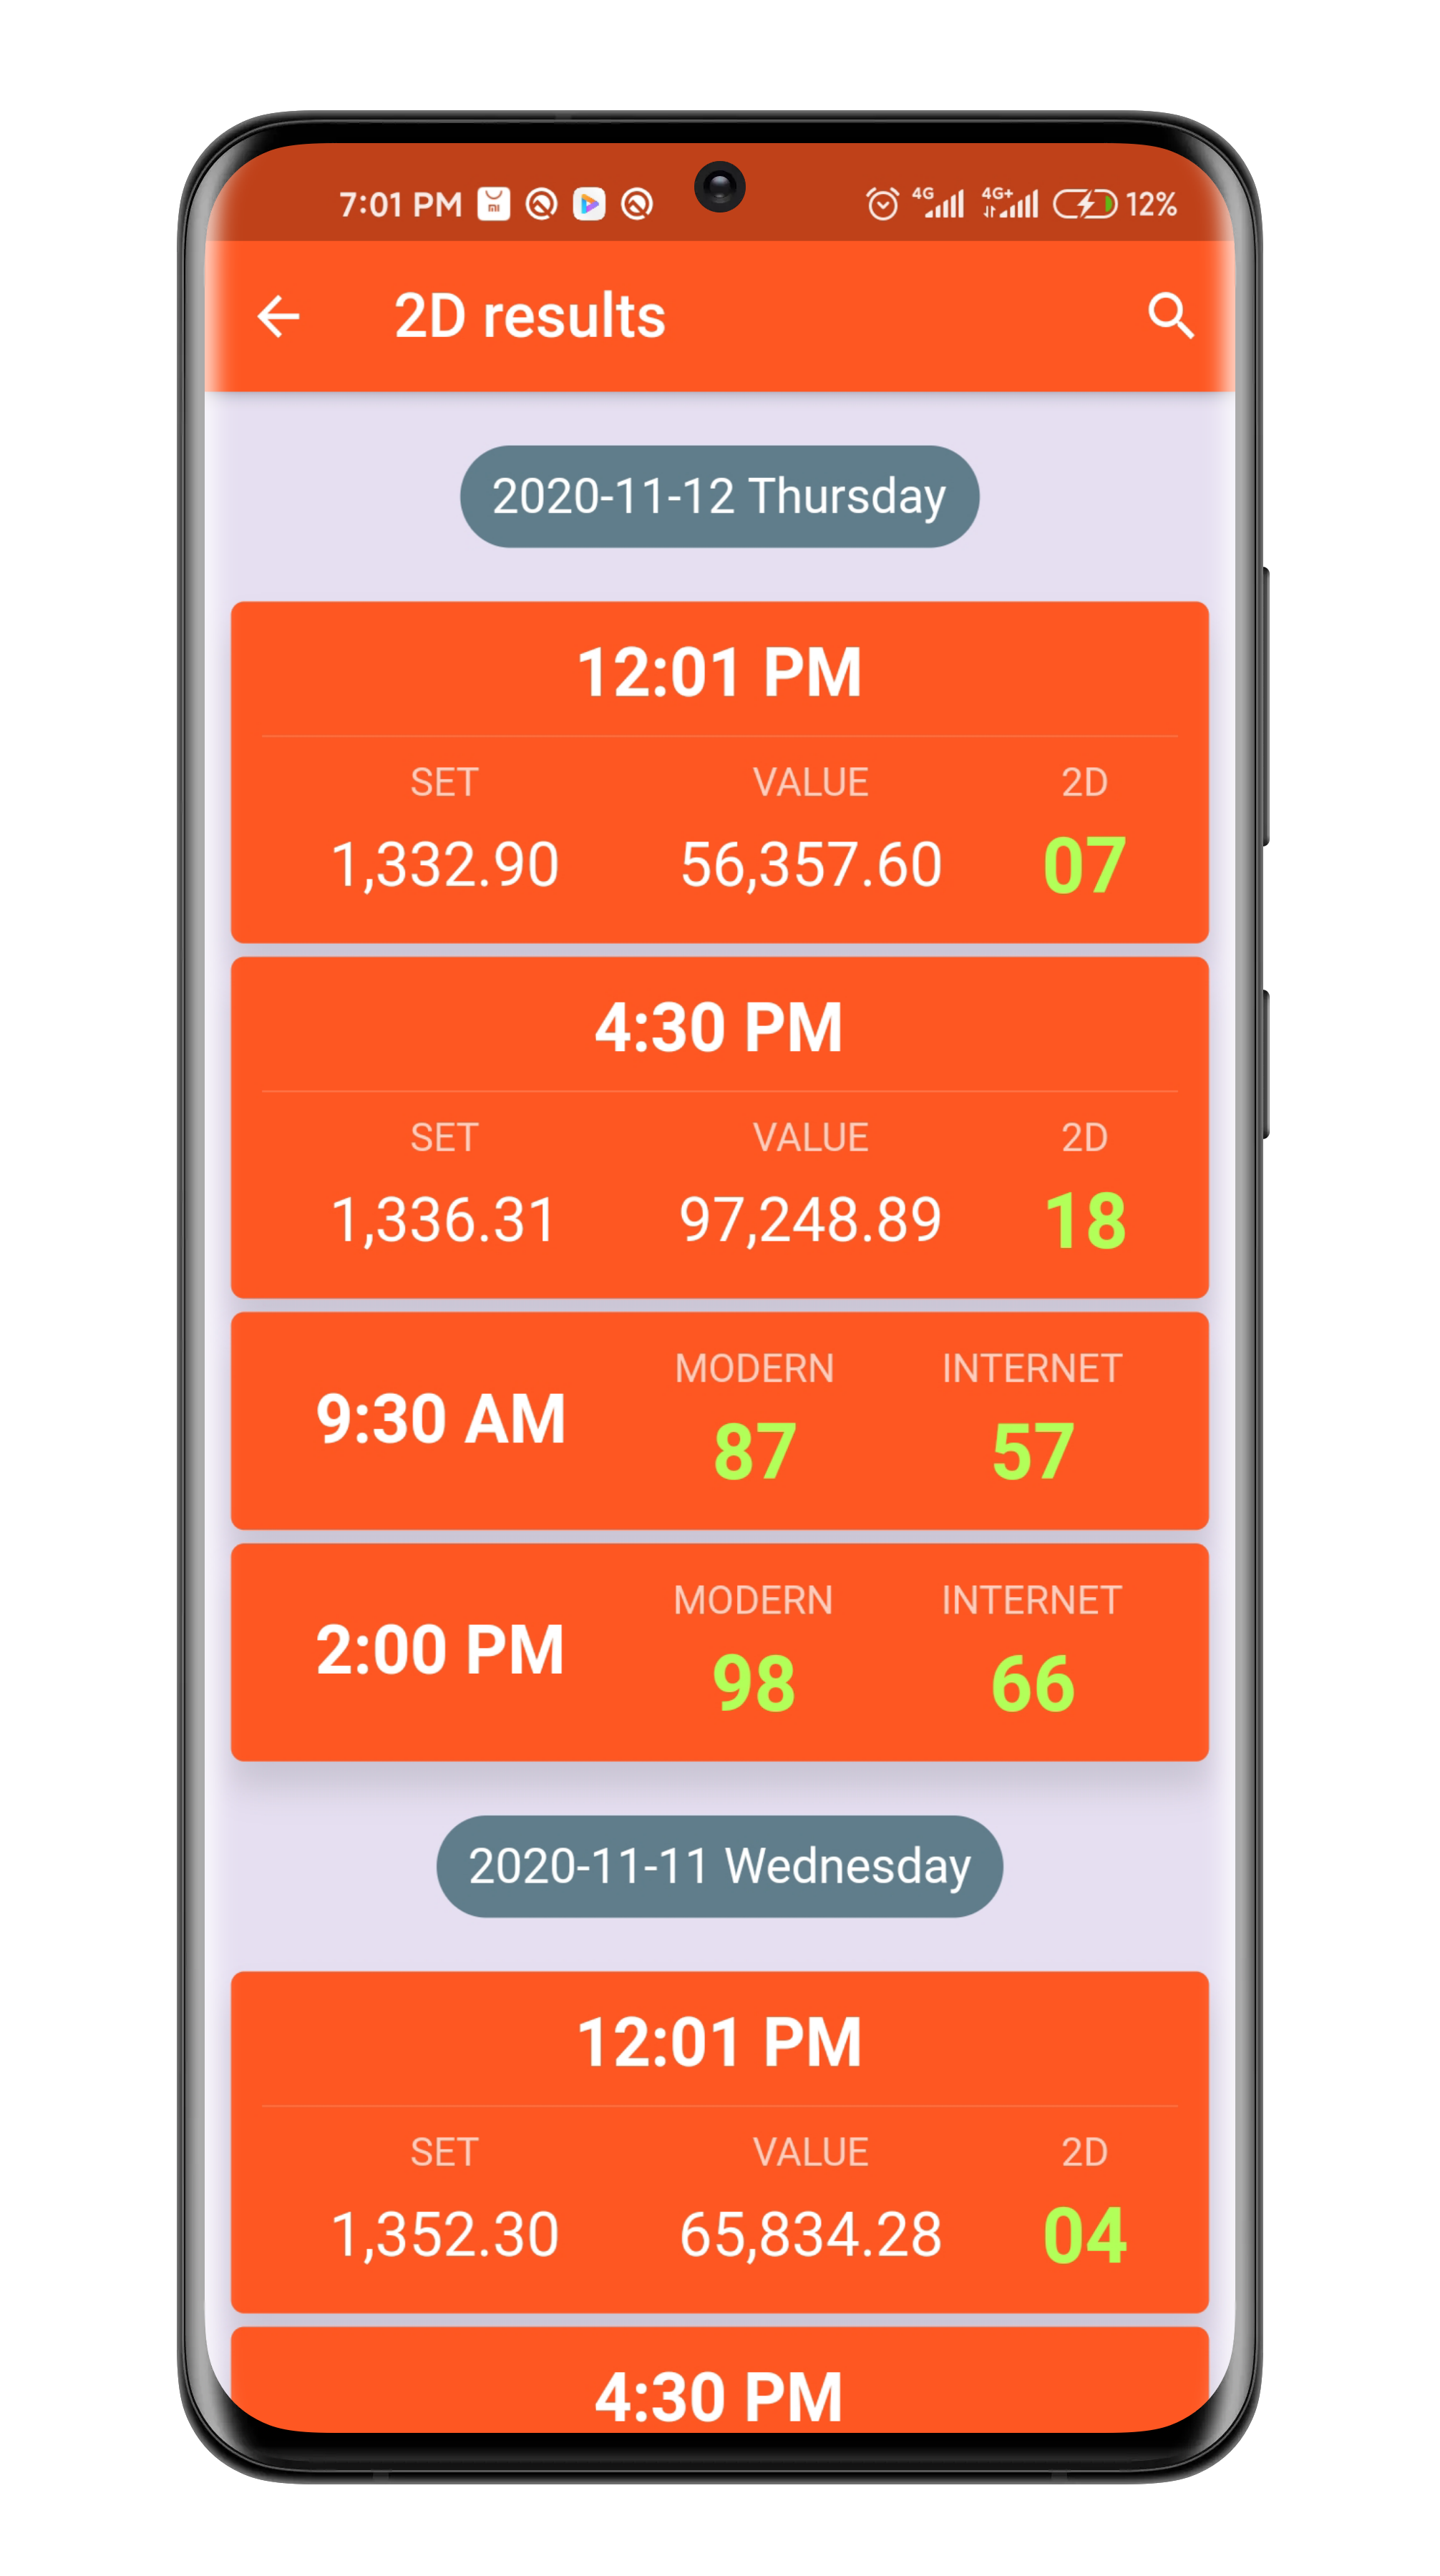 7:01 PM 4G 4G+ 12%
2D results
2020-11-12 Thursday
12:01 PM
SET VALUE 2D
1,332.90 56,357.60 07
4:30 PM
SET VALUE 2D
1,336.31 97,248.89 18
MODERN INTERNET
9:30 AM 87 57
MODERN INTERNET
2:00 PM 98 66
2020-11-11 Wednesday
12:01 PM
SET VALUE 2D
1,352.30 65,834.28 04
4:30 PM